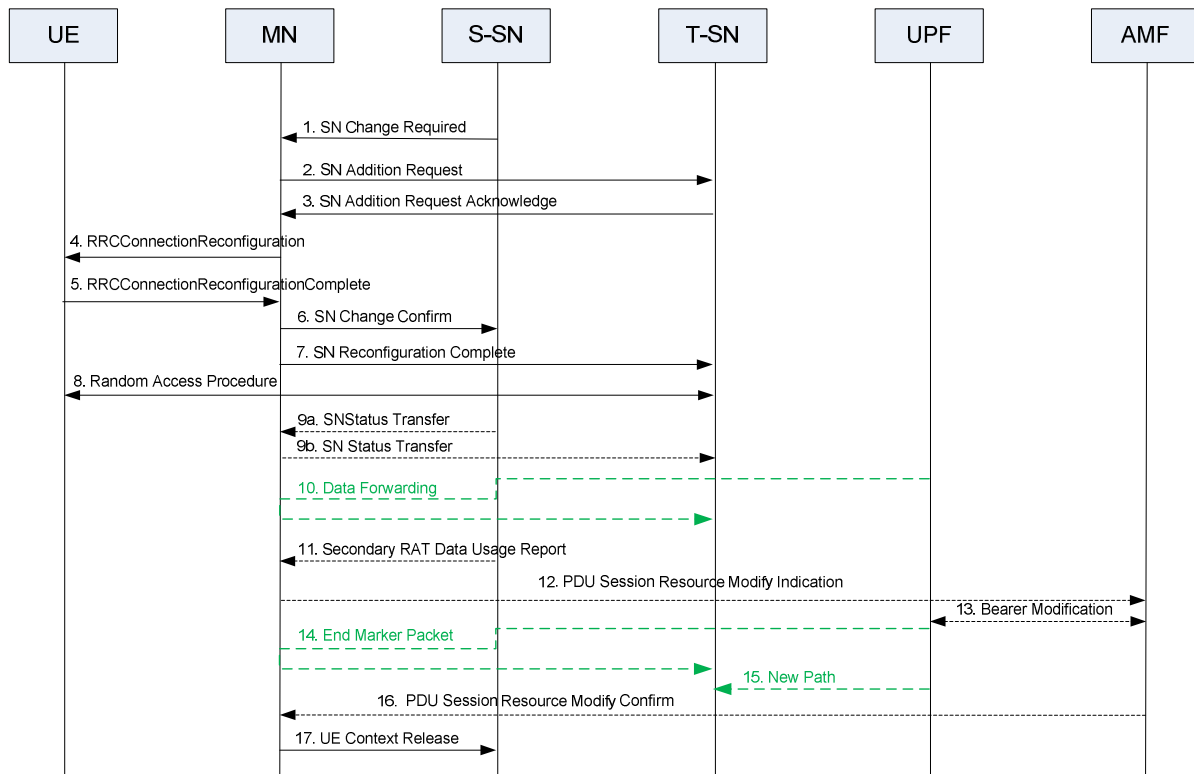 UE
MN
S-SN
T-SN
UPF
AMF
1. SN Change Required
2. SN Addition Request
3. SN Addition Request Acknowledge
4. RRCConnectionReconfiguration
5. RRCConnectionReconfigurationComplete
6. SN Change Confirm
7. SN Reconfiguration Complete
8. Random Access Procedure
9a. SNStatus Transfer
9b. SN Status Transfer
10. Data Forwarding
11. Secondary RAT Data Usage Report
12. PDU Session Resource Modify Indication
13. Bearer Modification
14. End Marker Packet
15. New Path
16. PDU Session Resource Modify Confirm
17. UE Context Release